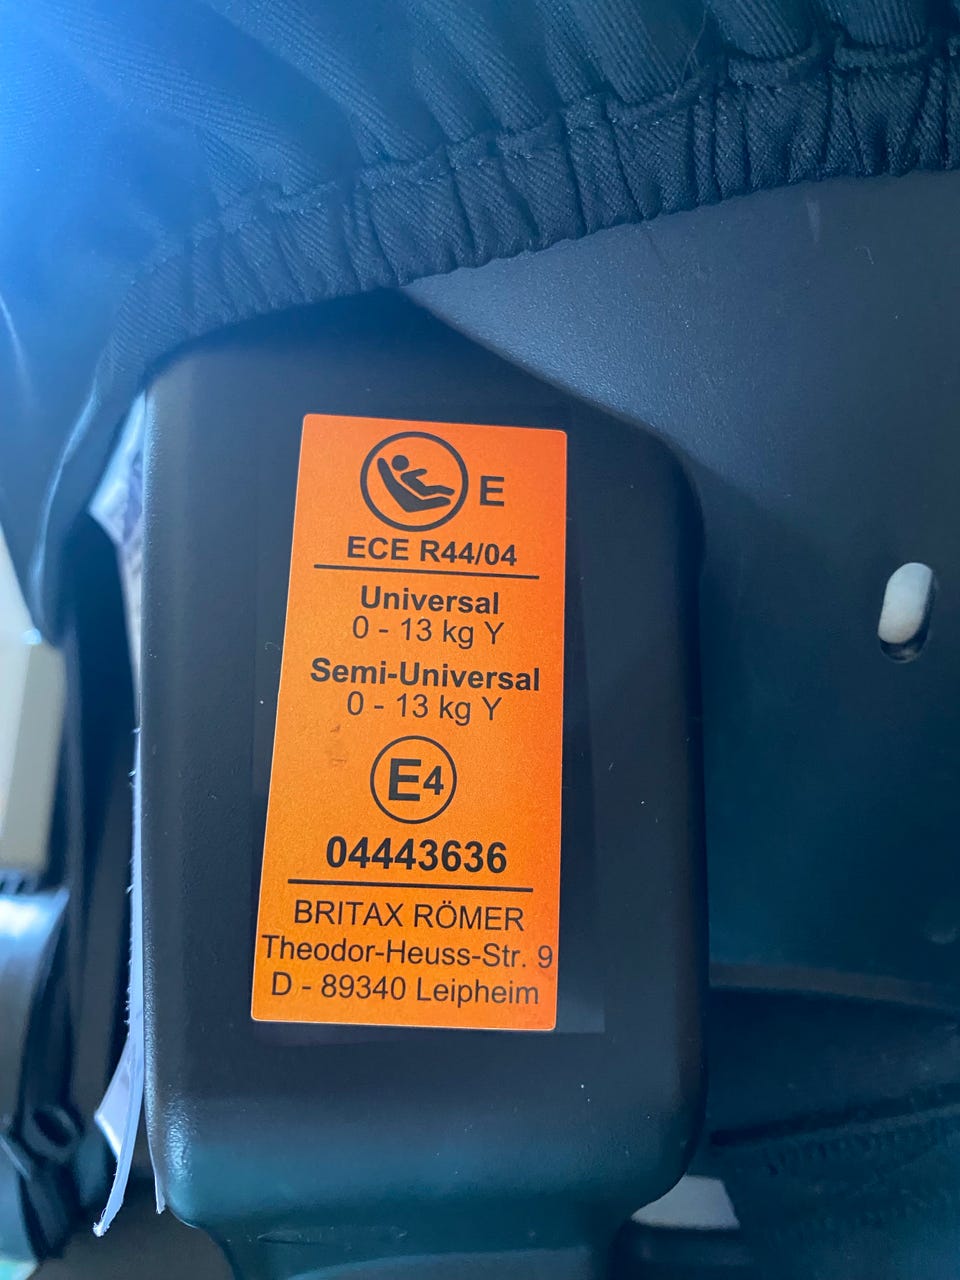 E
ECE R44/04
Universal
0 - 13 kg Y
Semi-Universal
0 - 13 kg Y
E4
04443636
BRITAX RÖMER
Theodor-Heuss-Str. 9
D - 89340 Leipheim